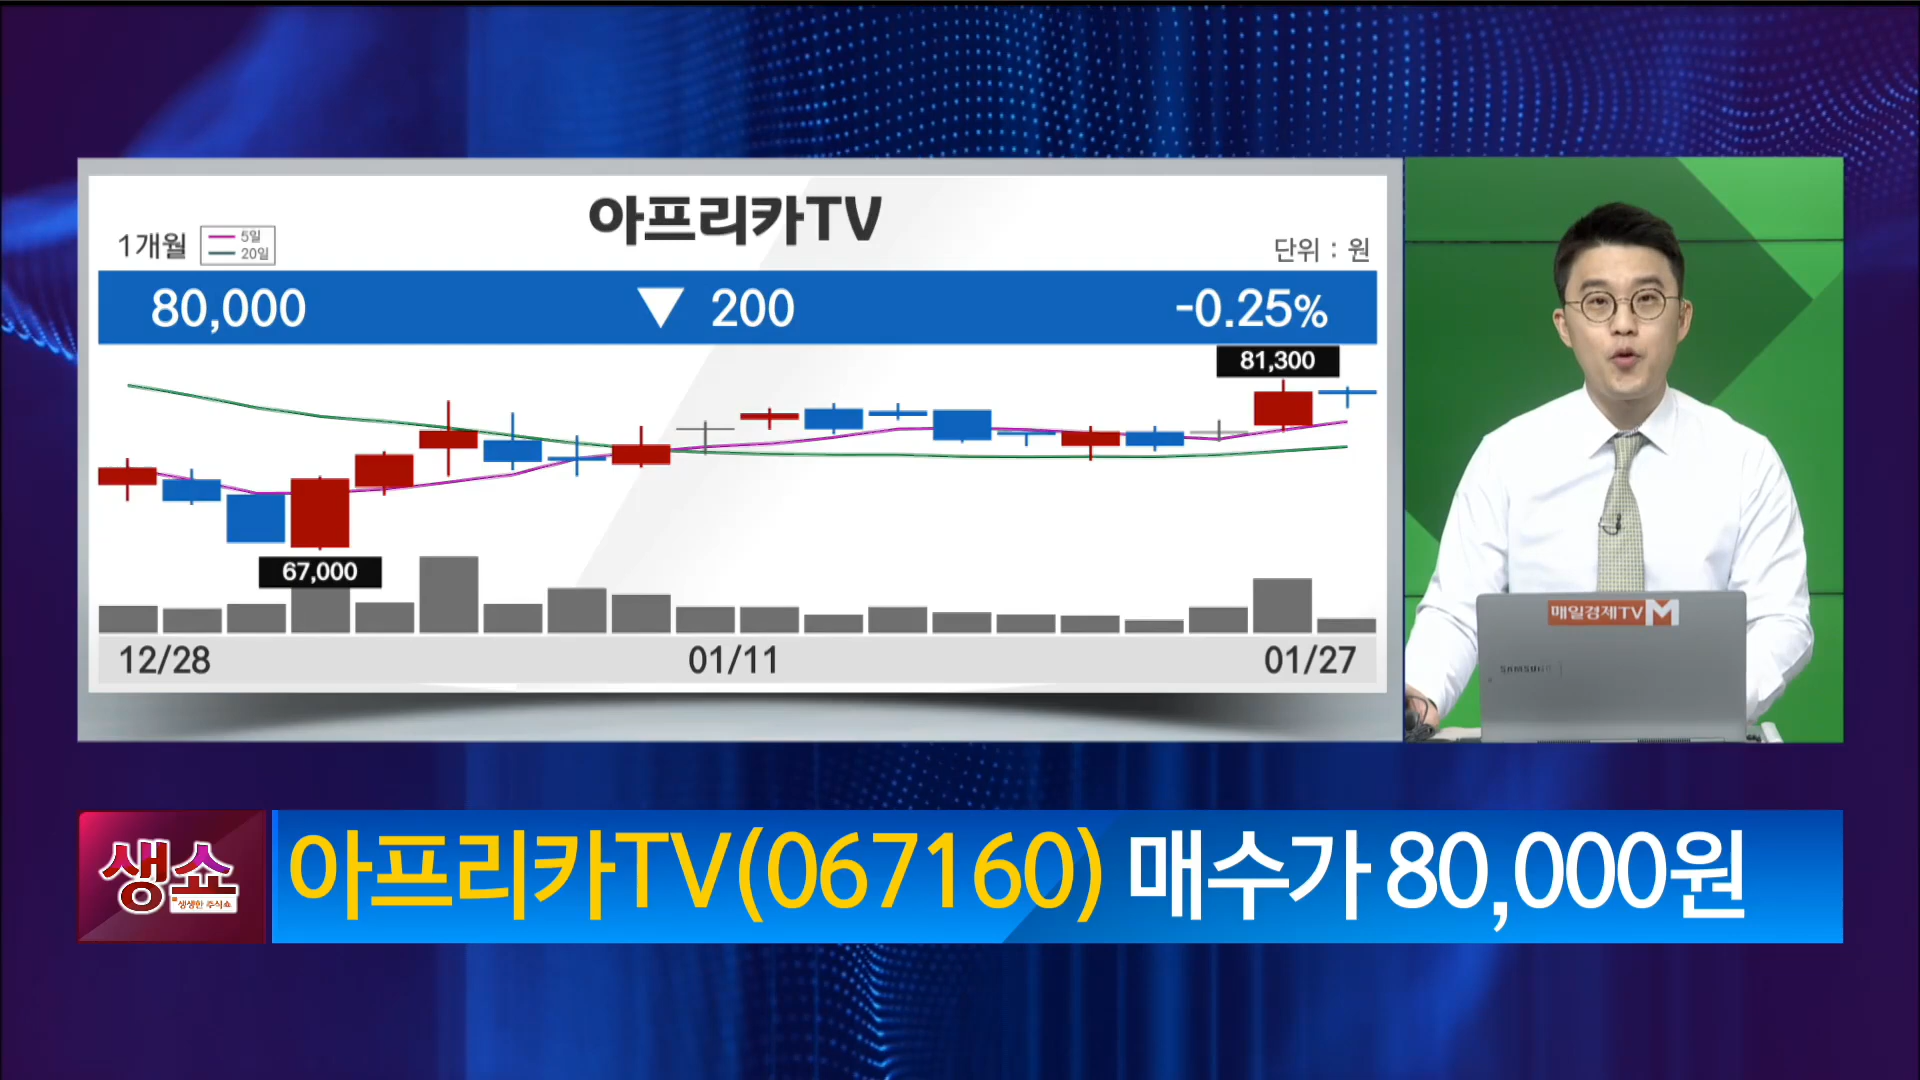 아프리카TV
1개월
5일
20일
단위 : 원
80,000
▼ 200
-0.25%
81,300
67,000
12/28
01/11
01/27
매일경제TV M
SAMSUNG
생쇼
생생한 주식쇼
아프리카TV(067160) 매수가 80,000원